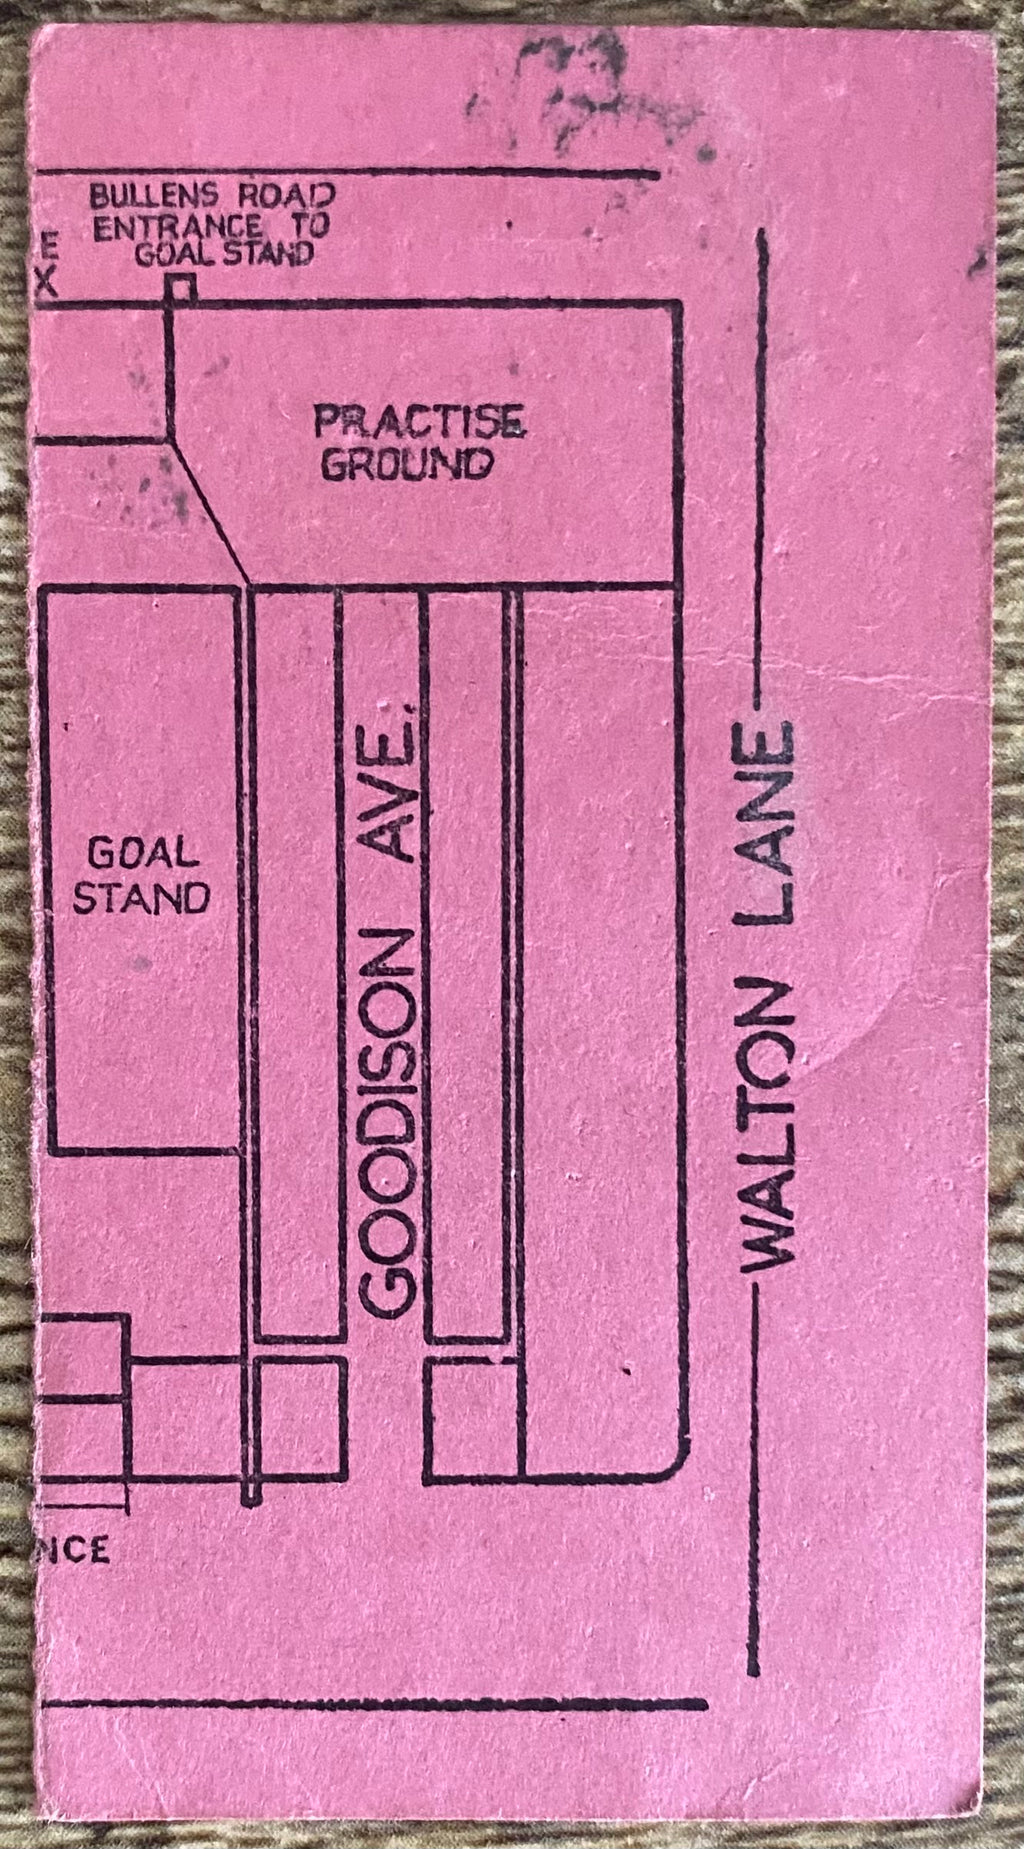 BULLENS ROAD
ENTRANCE TO
GOAL STAND
E
X
PRACTISE
GROUND
GOAL
STAND
GOODISON AVE.
WALTON LANE
NCE